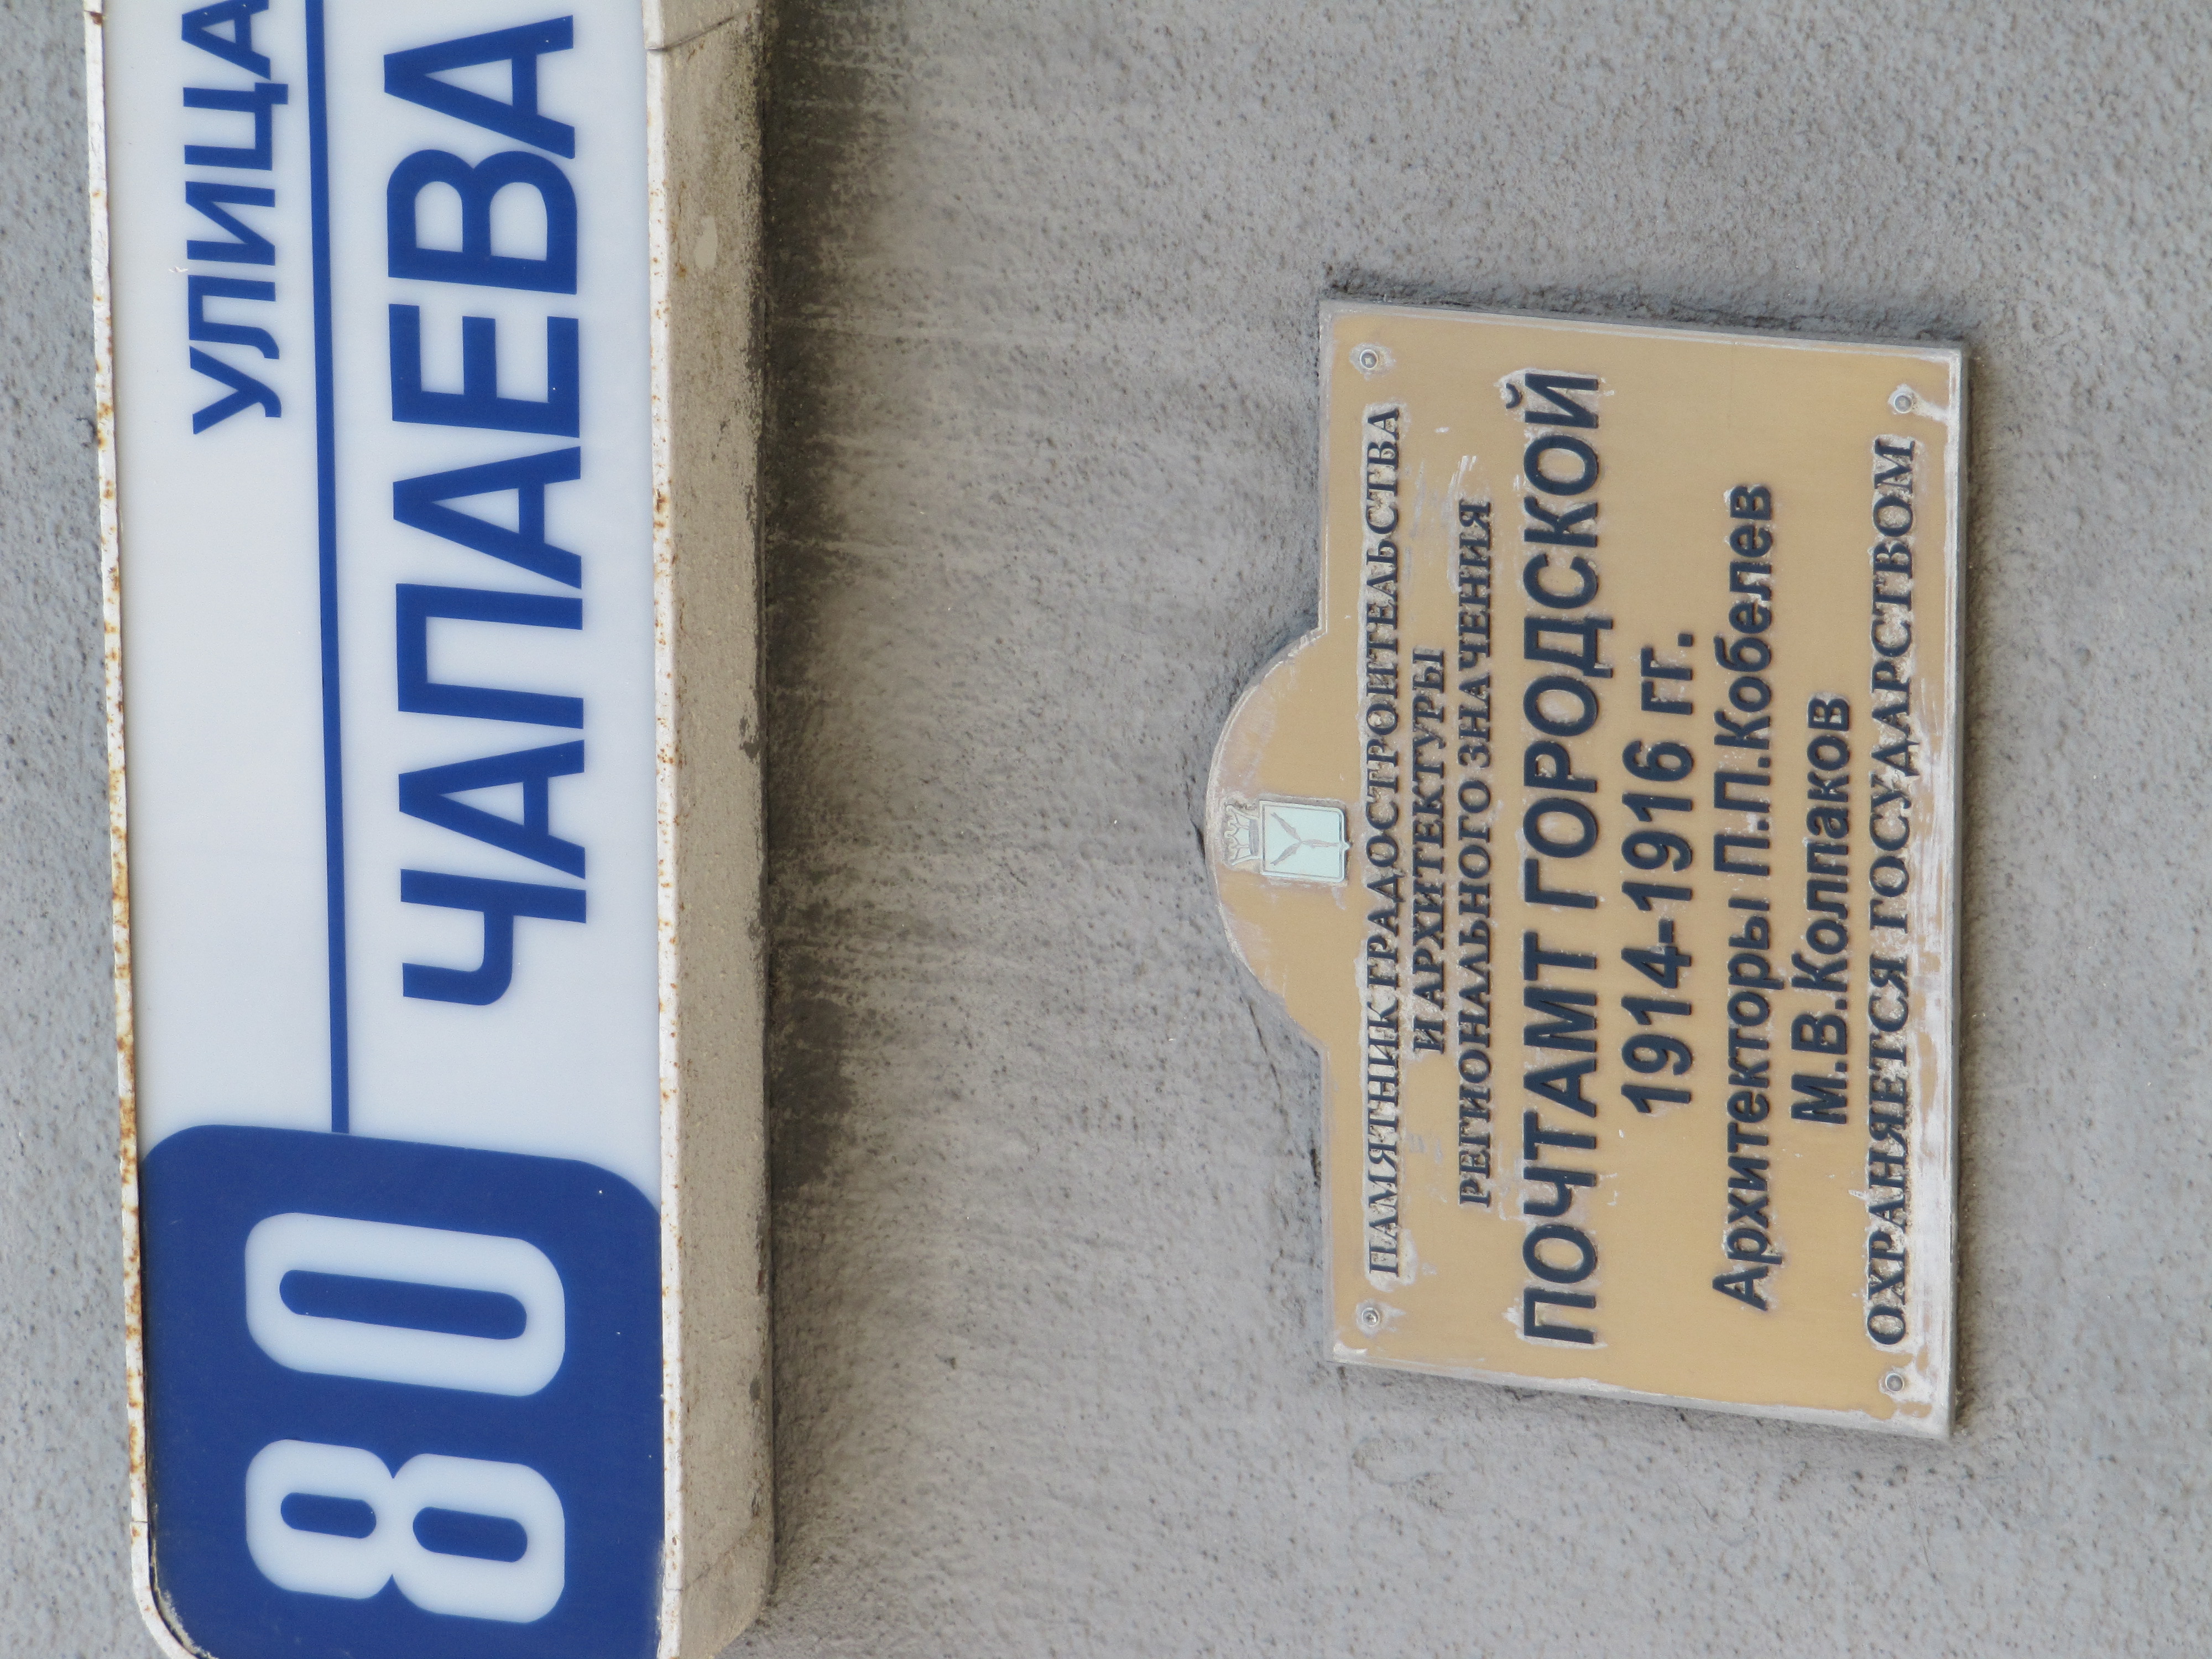 УЛИЦА
80 ЧАПАЕВА
ПАМЯТНИК ГРАДОСТРОИТЕЛЬСТВА
И АРХИТЕКТУРЫ
РЕГИОНАЛЬНОГО ЗНАЧЕНИЯ
ПОЧТАМТ ГОРОДСКОЙ
1914-1916 гг.
Архитекторы П.П.Кобелев
М.В.Колпаков
ОХРАНЯЕТСЯ ГОСУДАРСТВОМ